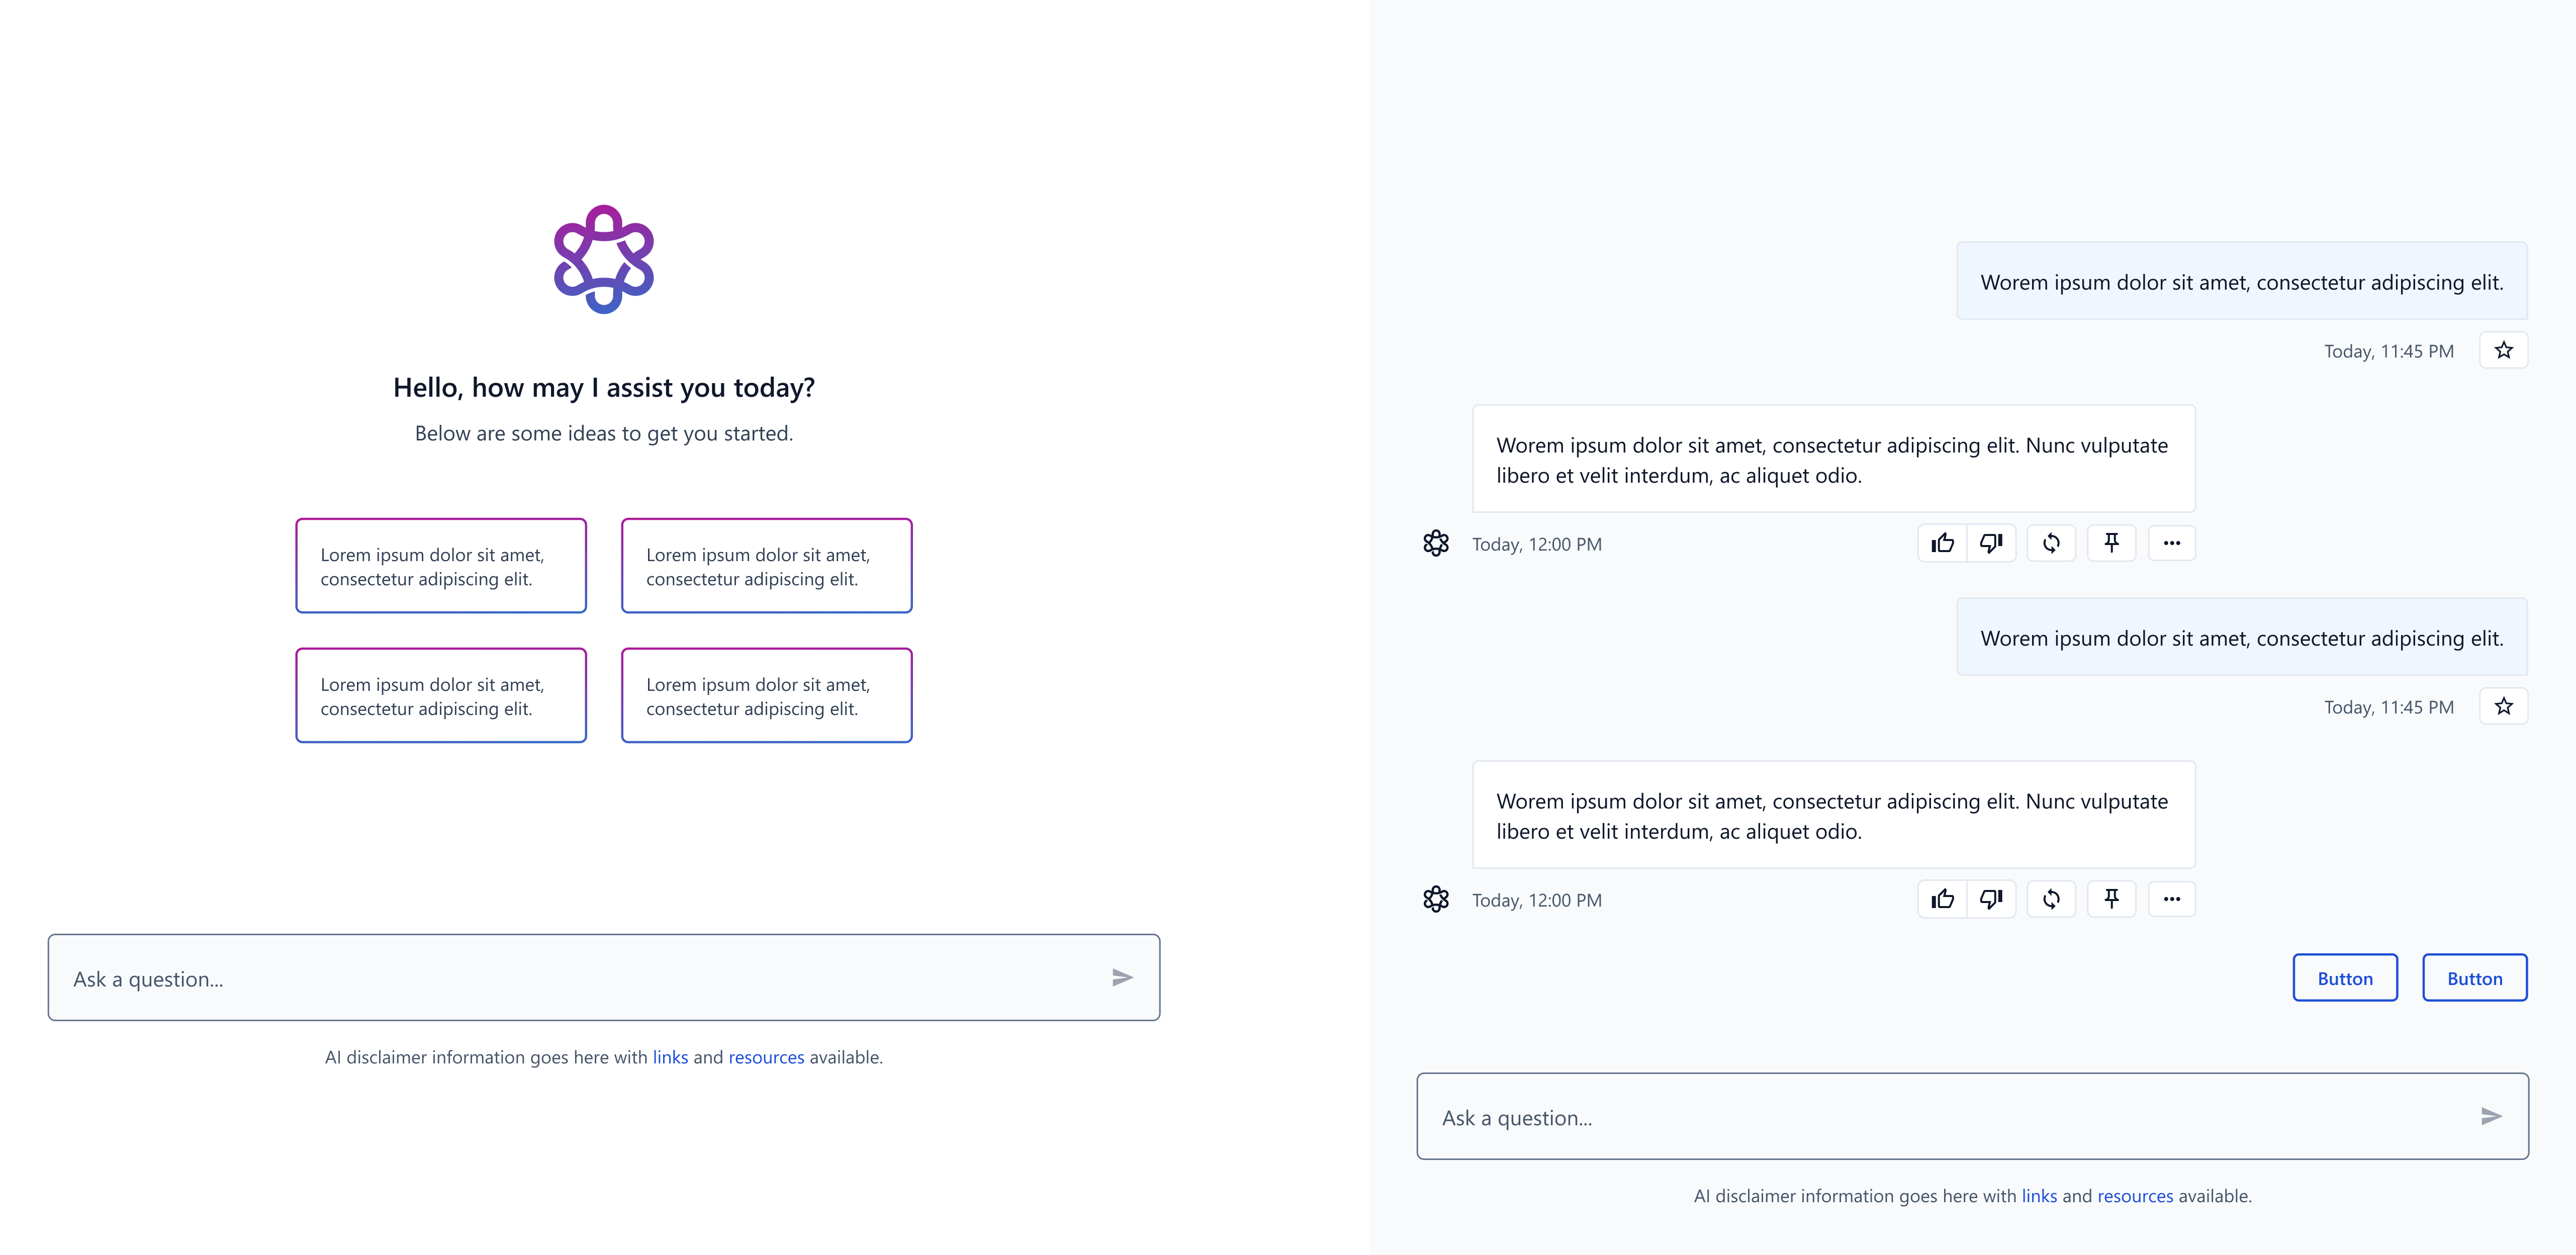 Hello, how may I assist you today?
Below are some ideas to get you started.
Lorem ipsum dolor sit amet,
consectetur adipiscing elit.
Lorem ipsum dolor sit amet,
consectetur adipiscing elit.
Lorem ipsum dolor sit amet,
consectetur adipiscing elit.
Lorem ipsum dolor sit amet,
consectetur adipiscing elit.
Ask a question...
AI disclaimer information goes here with links and resources available.
Worem ipsum dolor sit amet, consectetur adipiscing elit.
Today, 11:45 PM
Worem ipsum dolor sit amet, consectetur adipiscing elit. Nunc vulputate
libero et velit interdum, ac aliquet odio.
Today, 12:00 PM
Worem ipsum dolor sit amet, consectetur adipiscing elit.
Today, 11:45 PM
Worem ipsum dolor sit amet, consectetur adipiscing elit. Nunc vulputate
libero et velit interdum, ac aliquet odio.
Today, 12:00 PM
Button
Button
Ask a question...
AI disclaimer information goes here with links and resources available.